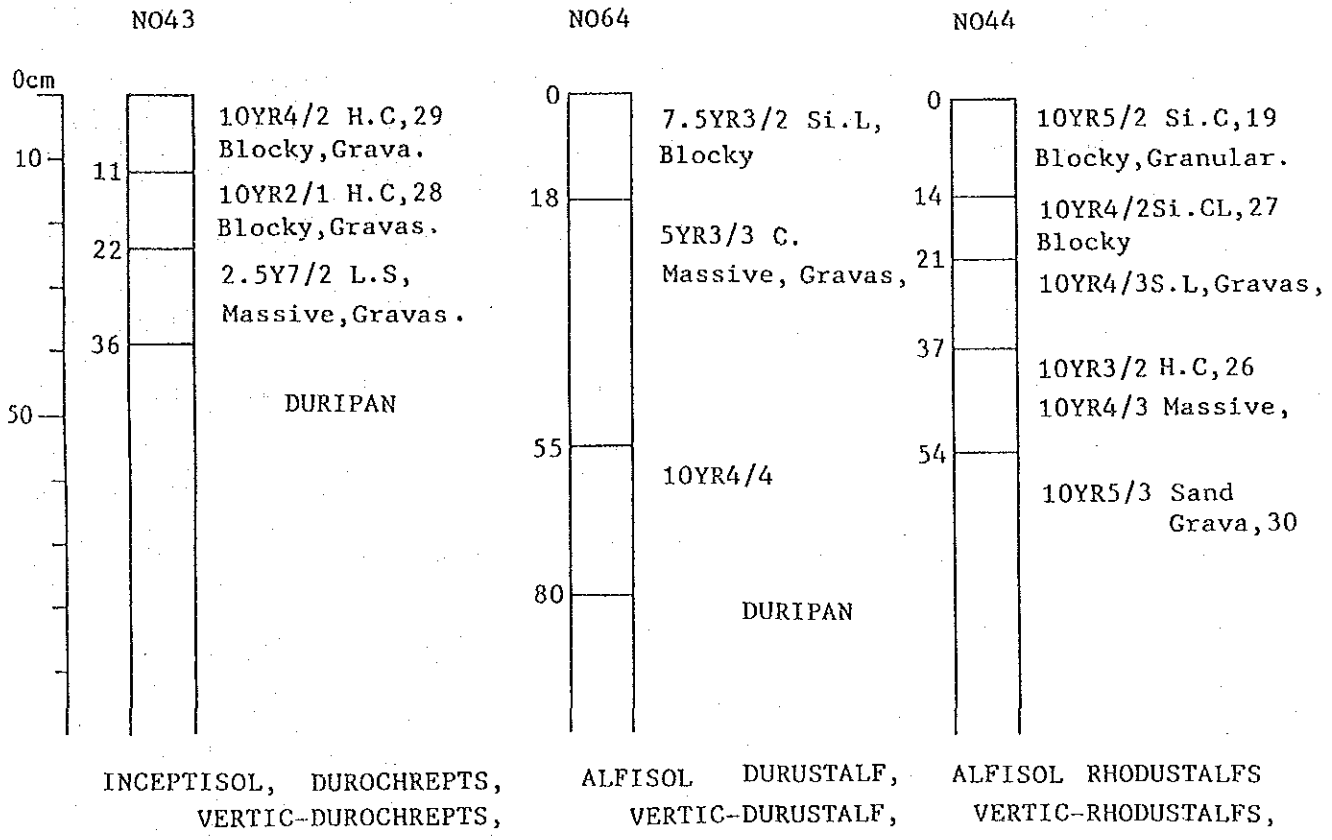 NO43
0cm
10
50
11
22
36
10YR4/2 H.C,29
Blocky,Grava.
10YR2/1 H.C,28
Blocky,Gravas.
2.5Y7/2 L.S,
Massive,Gravas.
DURIPAN
INCEPTISOL, DUROCHREPTS,
VERTIC-DUROCHREPTS,
NO64
0
18
55
80
7.5YR3/2 Si.L,
Blocky
5YR3/3 C.
Massive, Gravas,
10YR4/4
DURIPAN
ALFISOL DURUSTALF,
VERTIC-DURUSTALF,
NO44
0
14
21
37
54
10YR5/2 Si.C,19
Blocky,Granular.
10YR4/2Si.CL,27
Blocky
10YR4/3S.L,Gravas,
10YR3/2 H.C,26
10YR4/3 Massive,
10YR5/3 Sand
Grava,30
ALFISOL RHODUSTALFS
VERTIC-RHODUSTALFS,